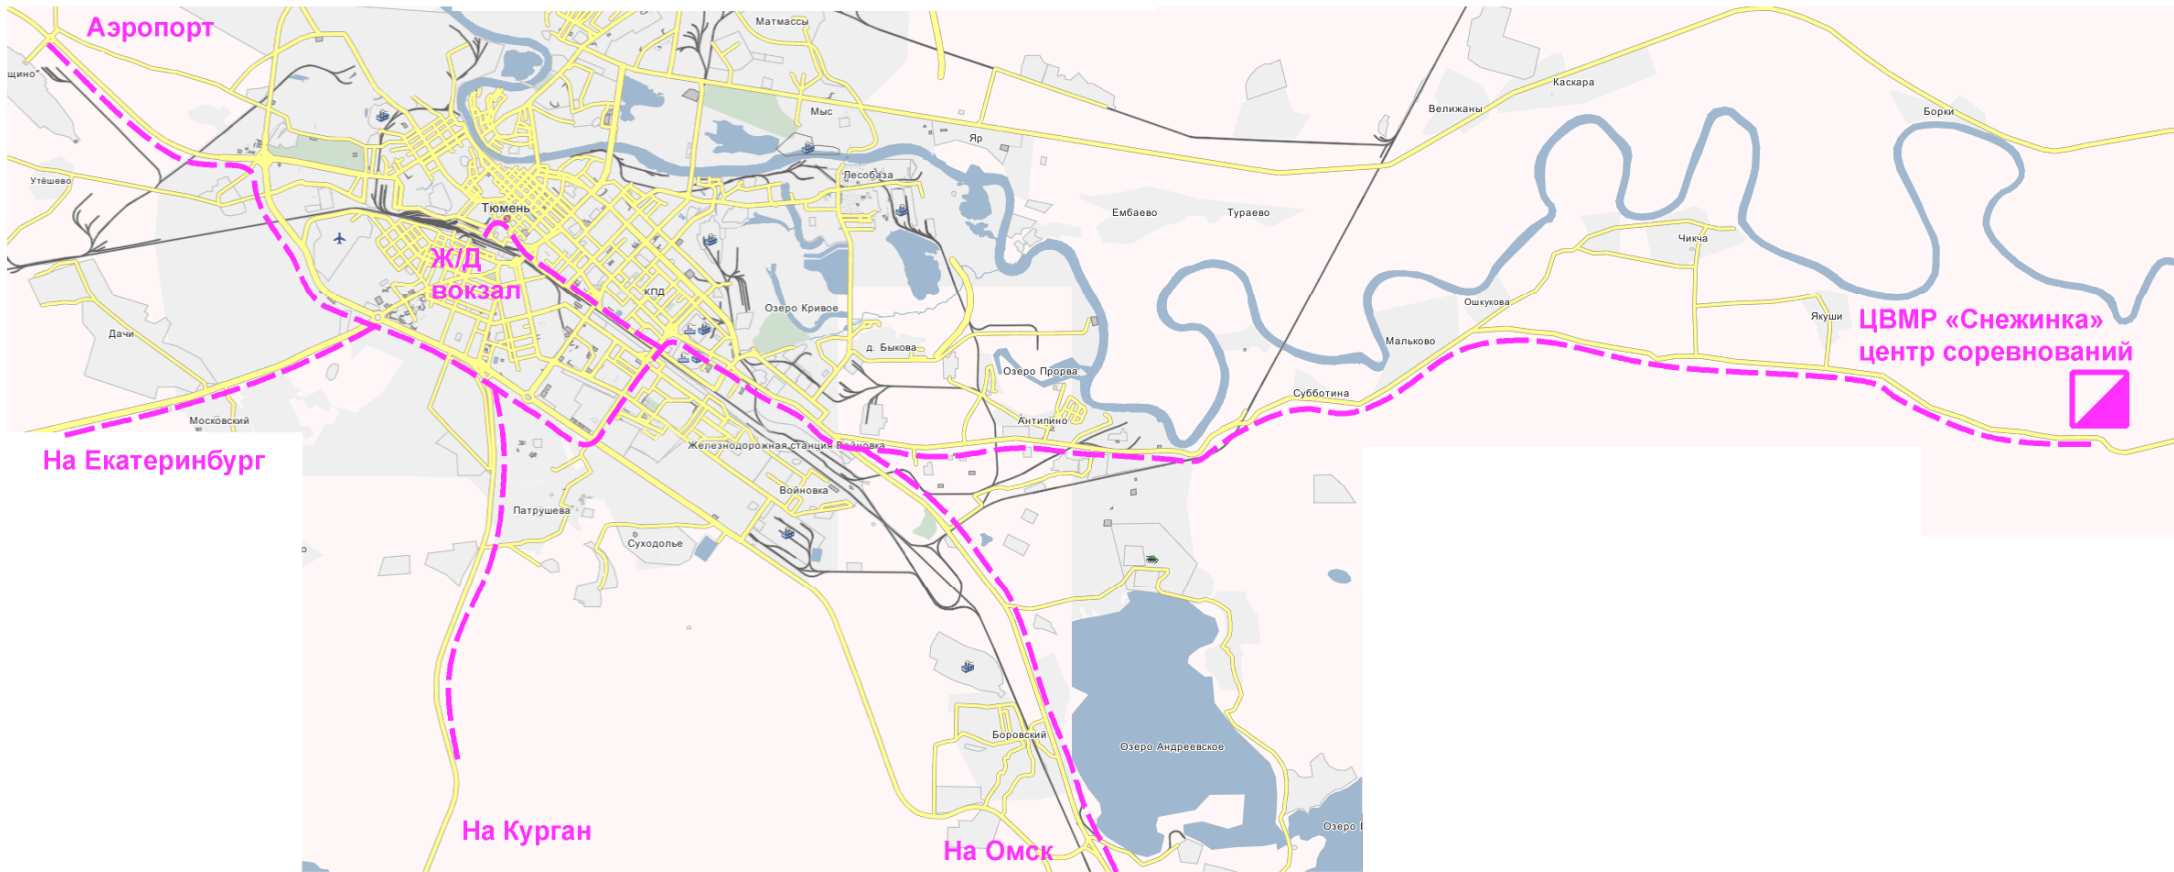 Аэропорт
Матмассы
щино"
Каскара
Велижаны
Борки
Мыс
Яр
Утёшево
Лесобаза
Тюмень
Ембаево
Тураево
Чикча
Ж/Д
вокзал
КПД
Озеро Кривое
Ошкукова
Якуши
ЦВМР «Снежинка»
центр соревнований
Дачи
д. Быкова
Мальково
Озеро Прорва
Субботина
Московский
Антипино
Железнодорожная станция Войновка
На Екатеринбург
Войновка
Патрушева
Суходолье
о
Боровский
Озеро Андреевское
На Курган
Озеро
На Омск